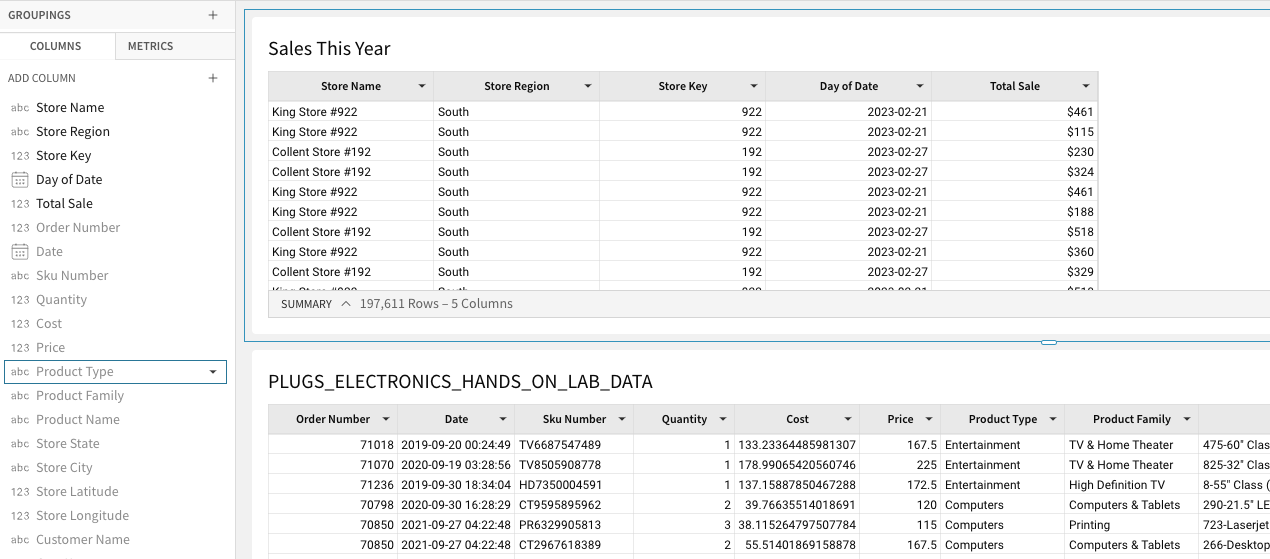 GROUPINGS
COLUMNS METRICS
ADD COLUMN
abc Store Name
abc Store Region
123 Store Key
Day of Date
123 Total Sale
123 Order Number
Date
abc Sku Number
123 Quantity
123 Cost
123 Price
abc Product Type
abc Product Family
abc Product Name
abc Store State
abc Store City
123 Store Latitude
123 Store Longitude
abc Customer Name
Sales This Year
Store Name Store Region Store Key Day of Date Total Sale
King Store #922 South 922 2023-02-21 $461
King Store #922 South 922 2023-02-21 $115
Collent Store #192 South 192 2023-02-27 $230
Collent Store #192 South 192 2023-02-27 $324
King Store #922 South 922 2023-02-21 $461
King Store #922 South 922 2023-02-21 $188
Collent Store #192 South 192 2023-02-27 $518
King Store #922 South 922 2023-02-21 $360
Collent Store #192 South 192 2023-02-27 $329
SUMMARY 197,611 Rows – 5 Columns
PLUGS_ELECTRONICS_HANDS_ON_LAB_DATA
Order Number Date Sku Number Quantity Cost Price Product Type Product Family
71018 2019-09-20 00:24:49 TV6687547489 1 133.23364485981307 167.5 Entertainment TV & Home Theater 475-60" Clas
71070 2020-09-19 03:28:56 TV8505908778 1 178.99065420560746 225 Entertainment TV & Home Theater 825-32" Clas
71236 2019-09-30 18:34:04 HD7350004591 1 137.15887850467288 172.5 Entertainment High Definition TV 8-55" Class (
70798 2020-09-30 16:28:29 CT9595895962 2 39.76635514018691 120 Computers Computers & Tablets 290-21.5" LE
70850 2021-09-27 04:22:48 PR6329905813 3 38.115264797507784 115 Computers Printing 723-Laserjet
70850 2021-09-27 04:22:48 CT2967618389 2 55.51401869158878 167.5 Computers Computers & Tablets 266-Desktop